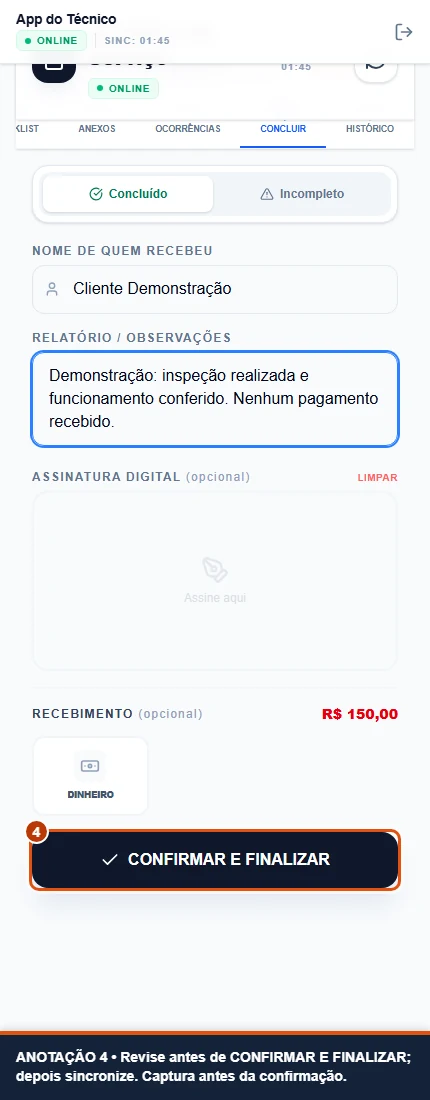 App do Técnico
ONLINE
SINC: 01:45
01:45
ONLINE
KLIST
ANEXOS
OCORRÊNCIAS
CONCLUIR
HISTÓRICO
Concluído
Incompleto
NOME DE QUEM RECEBEU
Cliente Demonstração
RELATÓRIO / OBSERVAÇÕES
Demonstração: inspeção realizada e
funcionamento conferido. Nenhum pagamento
recebido.
ASSINATURA DIGITAL (opcional)
LIMPAR
Assine aqui
RECEBIMENTO (opcional)
R$ 150,00
DINHEIRO
4
CONFIRMAR E FINALIZAR
ANOTAÇÃO 4 • Revise antes de CONFIRMAR E FINALIZAR;
depois sincronize. Captura antes da confirmação.